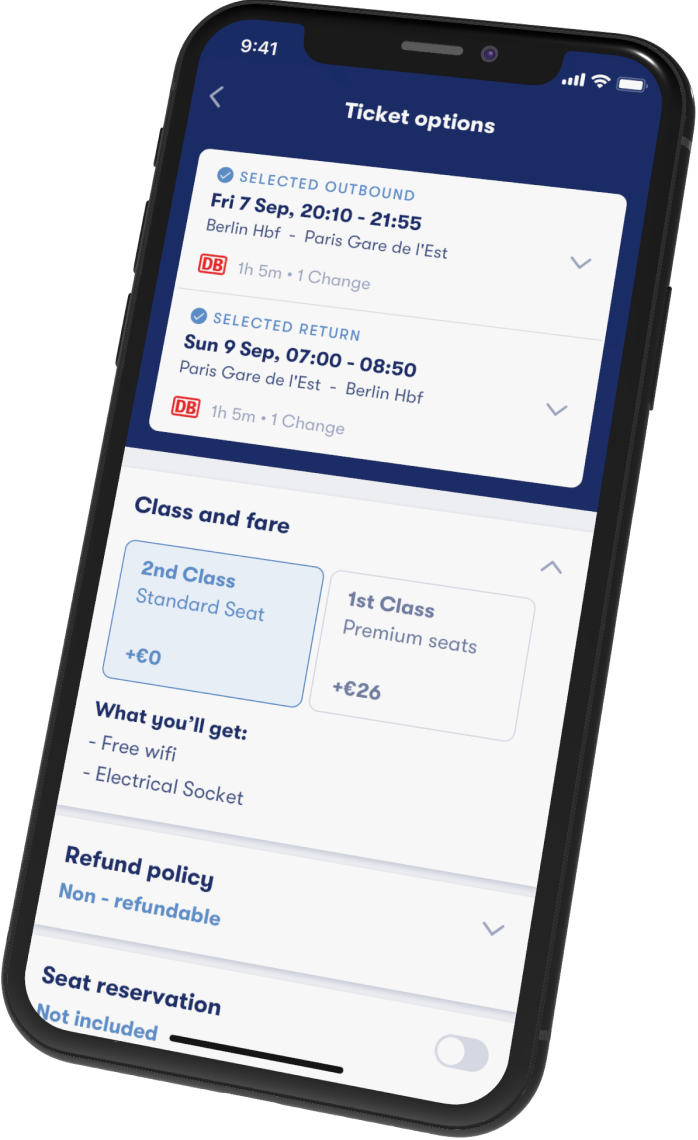 9:41
Ticket options
SELECTED OUTBOUND
Fri 7 Sep, 20:10 - 21:55
Berlin Hbf - Paris Gare de l'Est
DB 1h 5m • 1 Change
SELECTED RETURN
Sun 9 Sep, 07:00 - 08:50
Paris Gare de l'Est - Berlin Hbf
DB 1h 5m • 1 Change
Class and fare
2nd Class
Standard Seat
+€0
1st Class
Premium seats
+€26
What you’ll get:
- Free wifi
- Electrical Socket
Refund policy
Non - refundable
Seat reservation
Not included